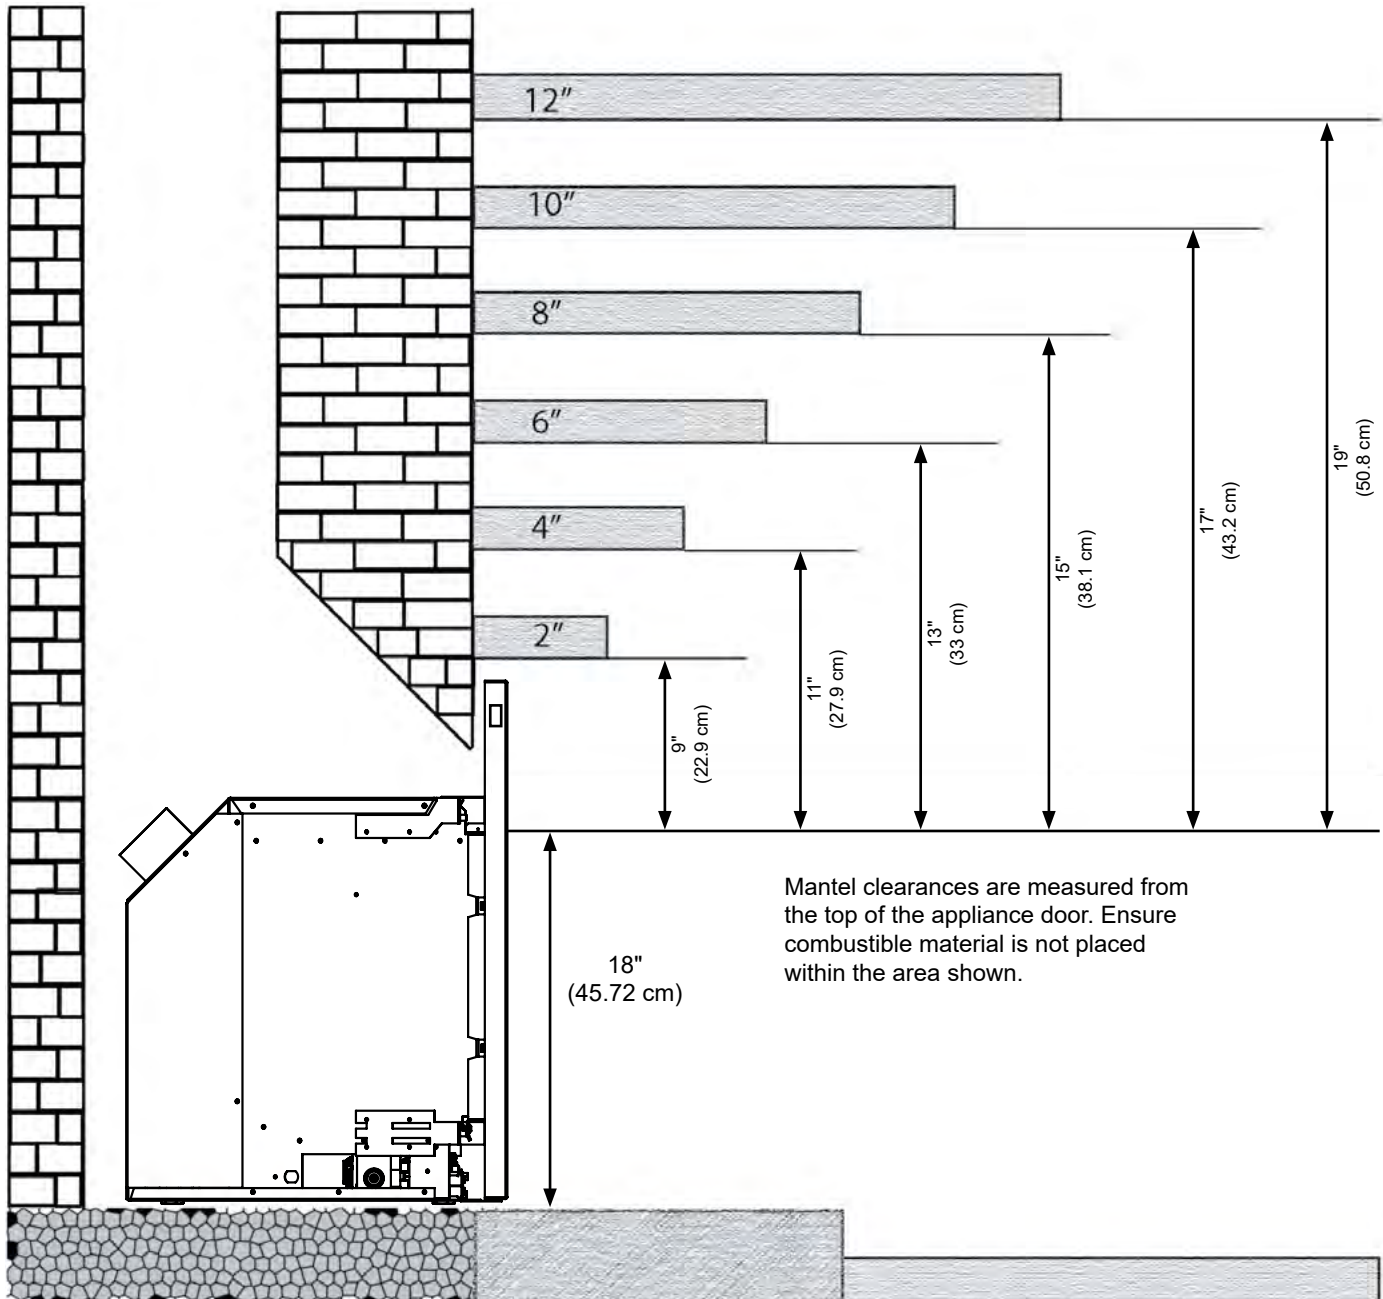 12"
10"
8"
6"
4"
2"
19"
(50.8 cm)
17"
(43.2 cm)
15"
(38.1 cm)
13"
(33 cm)
11"
(27.9 cm)
9"
(22.9 cm)
Mantel clearances are measured from
the top of the appliance door. Ensure
combustible material is not placed
within the area shown.
18"
(45.72 cm)